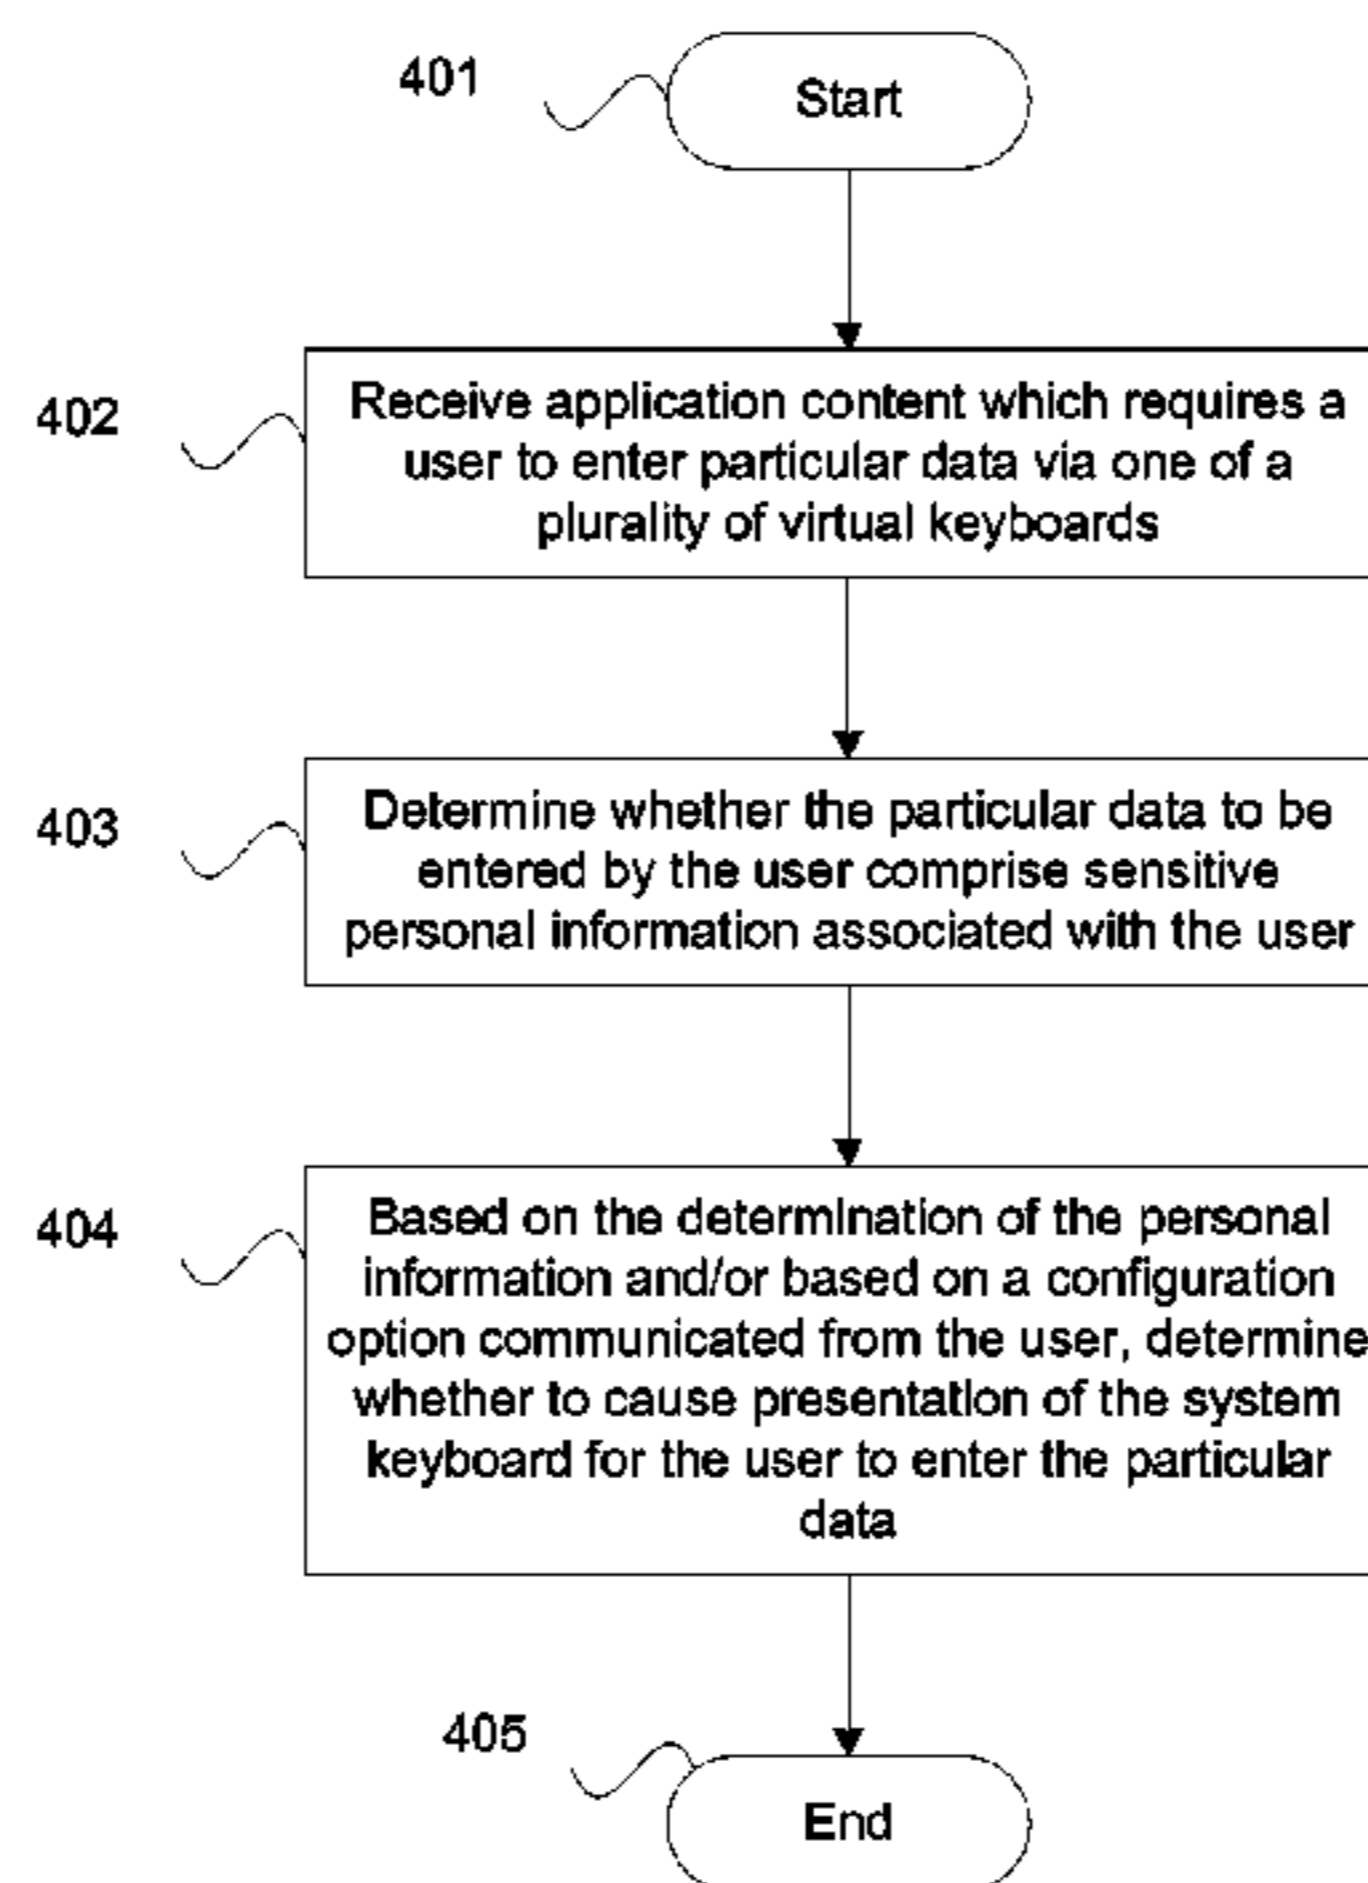 401
Start
402
Receive application content which requires a
user to enter particular data via one of a
plurality of virtual keyboards
403
Determine whether the particular data to be
entered by the user comprise sensitive
personal information associated with the user
404
Based on the determination of the personal
information and/or based on a configuration
option communicated from the user, determine
whether to cause presentation of the system
keyboard for the user to enter the particular
data
405
End